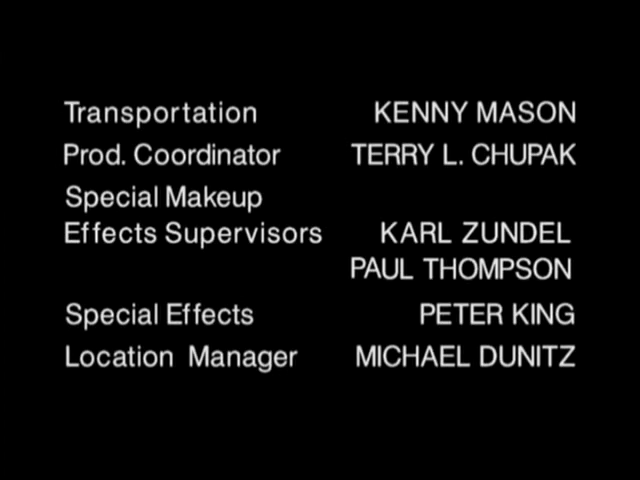 Transportation KENNY MASON
Prod. Coordinator TERRY L. CHUPAK
Special Makeup
Effects Supervisors KARL ZUNDEL
PAUL THOMPSON
Special Effects PETER KING
Location Manager MICHAEL DUNITZ